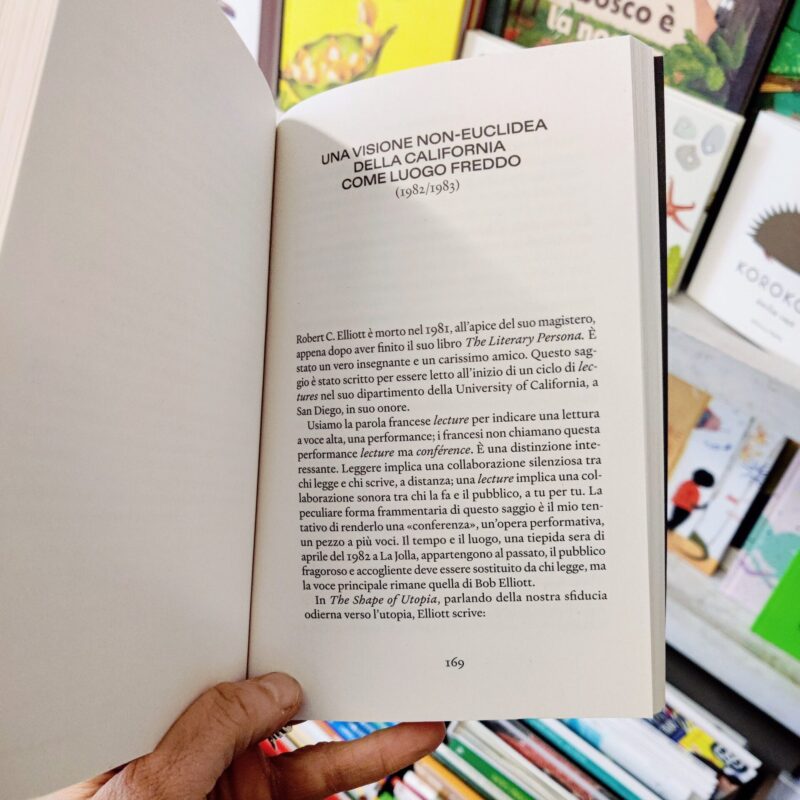 UNA VISIONE NON-EUCLIDEA
DELLA CALIFORNIA
COME LUOGO FREDDO
(1982/1983)
Robert C. Elliott è morto nel 1981, all'apice del suo magistero,
appena dopo aver finito il suo libro The Literary Persona. È
stato un vero insegnante e un carissimo amico. Questo sag-
gio è stato scritto per essere letto all'inizio di un ciclo di lec-
tures nel suo dipartimento della University of California, a
San Diego, in suo onore.
Usiamo la parola francese lecture per indicare una lettura
a voce alta, una performance; i francesi non chiamano questa
performance lecture ma conférence. È una distinzione inte-
ressante. Leggere implica una collaborazione silenziosa tra
chi legge e chi scrive, a distanza; una lecture implica una col-
laborazione sonora tra chi la fa e il pubblico, a tu per tu. La
peculiare forma frammentaria di questo saggio è il mio ten-
tativo di renderlo una «conferenza», un'opera performativa,
un pezzo a più voci. Il tempo e il luogo, una tiepida sera di
aprile del 1982 a La Jolla, appartengono al passato, il pubblico
fragoroso e accogliente deve essere sostituito da chi legge, ma
la voce principale rimane quella di Bob Elliott.
In The Shape of Utopia, parlando della nostra sfiducia
odierna verso l'utopia, Elliott scrive:
169
OSCO è
la no
KOROKO